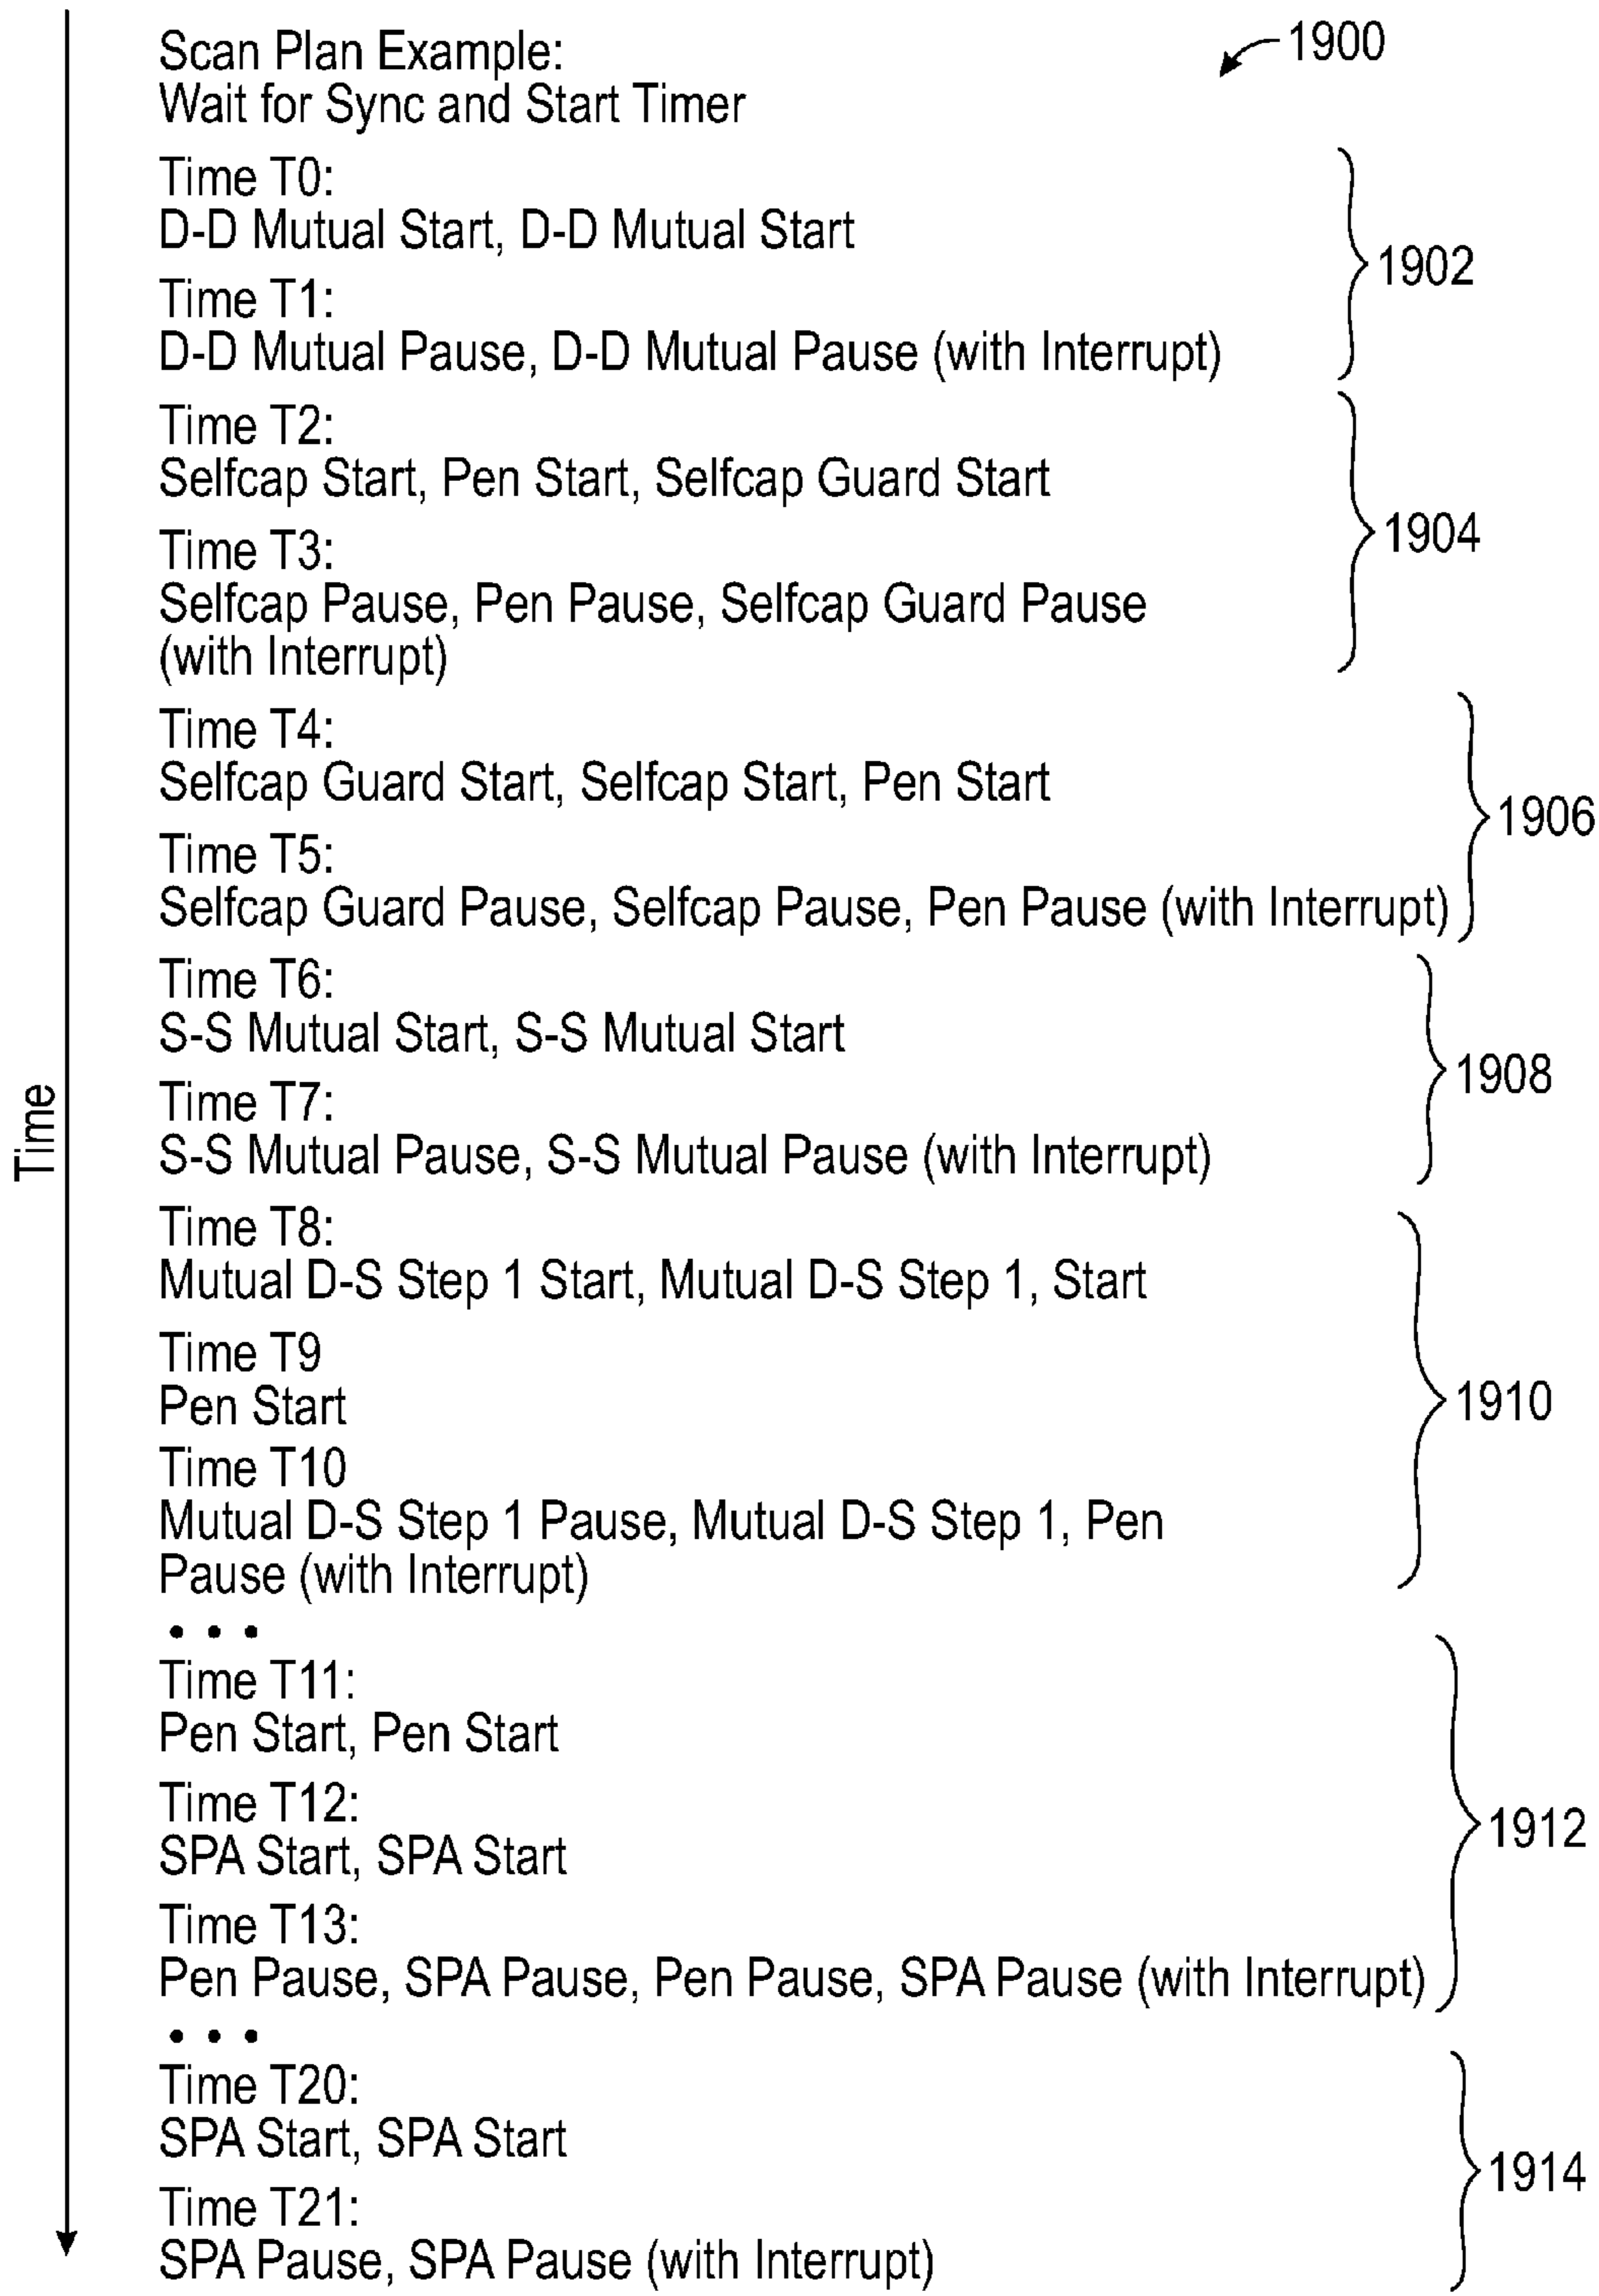 Scan Plan Example:
1900
Wait for Sync and Start Timer
Time T0:
D-D Mutual Start, D-D Mutual Start
1902
Time T1:
D-D Mutual Pause, D-D Mutual Pause (with Interrupt)
Time T2:
Selfcap Start, Pen Start, Selfcap Guard Start
1904
Time T3:
Selfcap Pause, Pen Pause, Selfcap Guard Pause
(with Interrupt)
Time T4:
Selfcap Guard Start, Selfcap Start, Pen Start
1906
Time T5:
Selfcap Guard Pause, Selfcap Pause, Pen Pause (with Interrupt)
Time T6:
S-S Mutual Start, S-S Mutual Start
1908
Time T7:
S-S Mutual Pause, S-S Mutual Pause (with Interrupt)
Time
Time T8:
Mutual D-S Step 1 Start, Mutual D-S Step 1, Start
Time T9
Pen Start
1910
Time T10
Mutual D-S Step 1 Pause, Mutual D-S Step 1, Pen
Pause (with Interrupt)
• • •
Time T11:
Pen Start, Pen Start
Time T12:
SPA Start, SPA Start
1912
Time T13:
Pen Pause, SPA Pause, Pen Pause, SPA Pause (with Interrupt)
• • •
Time T20:
SPA Start, SPA Start
1914
Time T21:
SPA Pause, SPA Pause (with Interrupt)